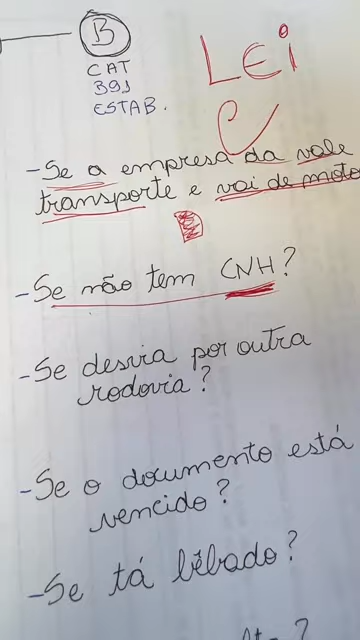 B
CAT
B91
ESTAB.
LEI
- Se a empresa da vale
transporte e vai de moto
- Se não tem CNH?
- Se desvia por outra
rodovia?
- Se o documento está
vencido?
- Se tá bêbado?